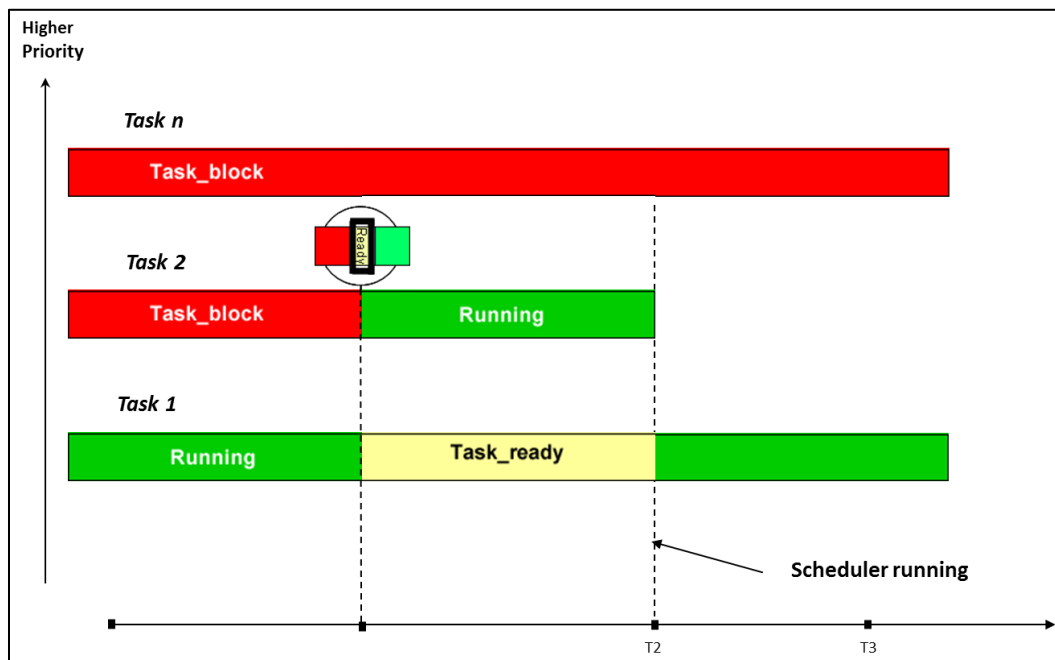 Higher
Priority
Task n
Task_block
Ready
Task 2
Task_block
Running
Task 1
Running
Task_ready
Scheduler running
T2
T3